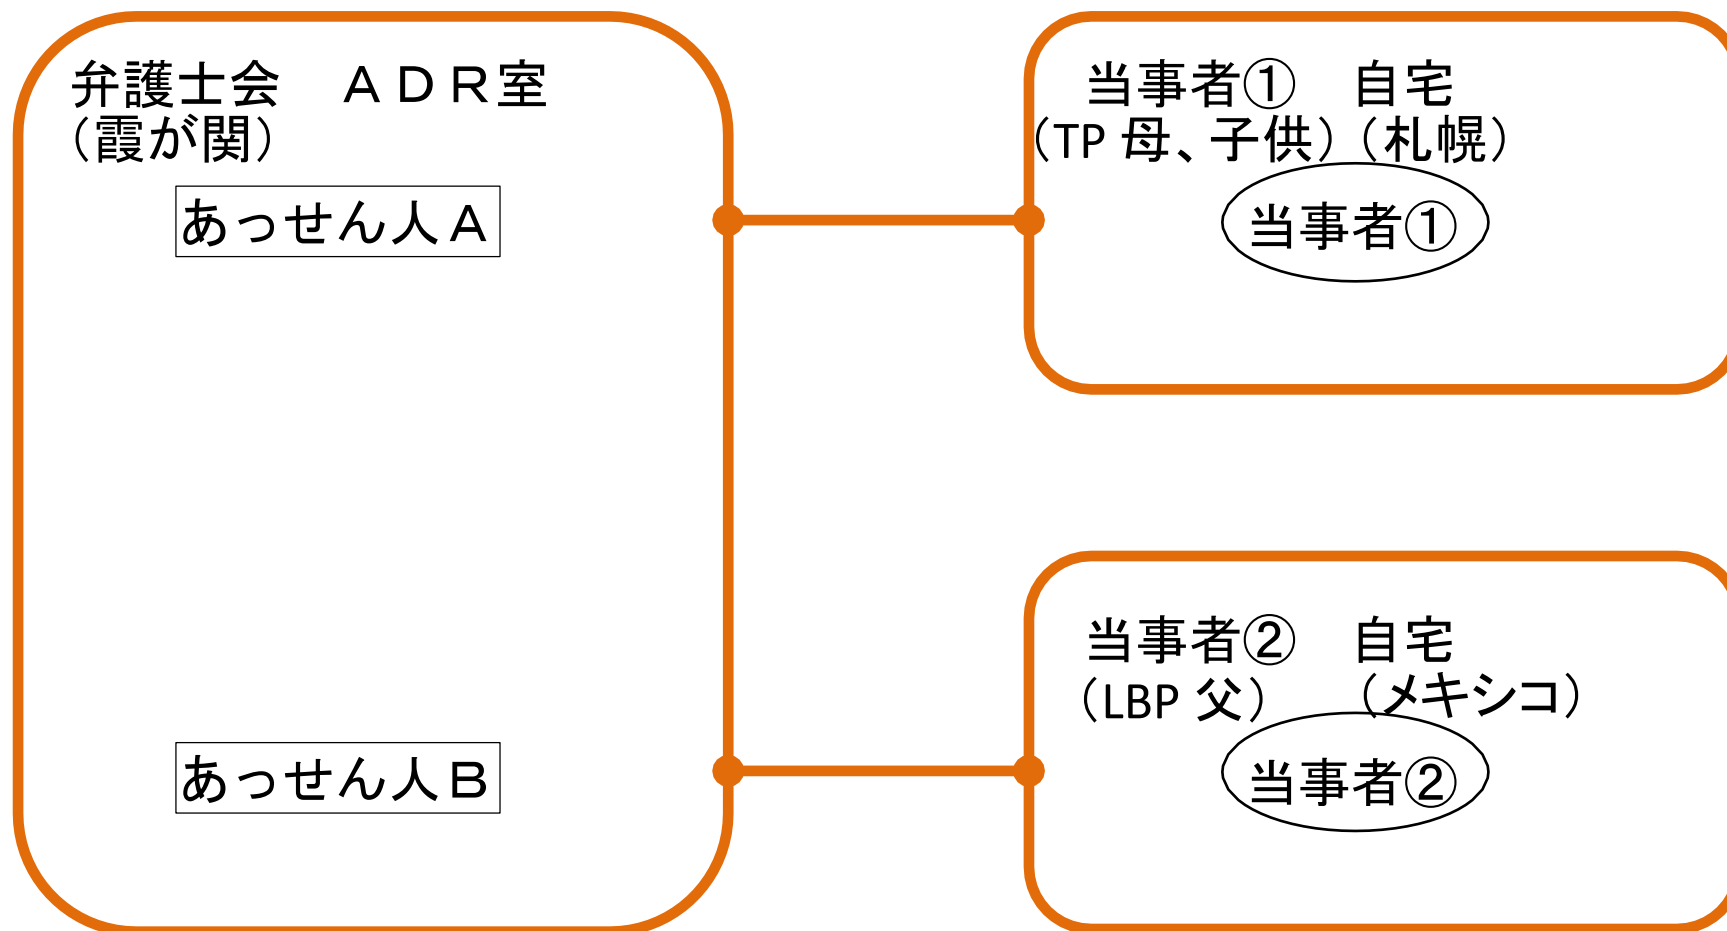 弁護士会　ＡＤＲ室
（霞が関）
あっせん人Ａ
あっせん人Ｂ
当事者①　自宅
（TP 母、子供）（札幌）
当事者①
当事者②　自宅
（LBP 父）　（メキシコ）
当事者②